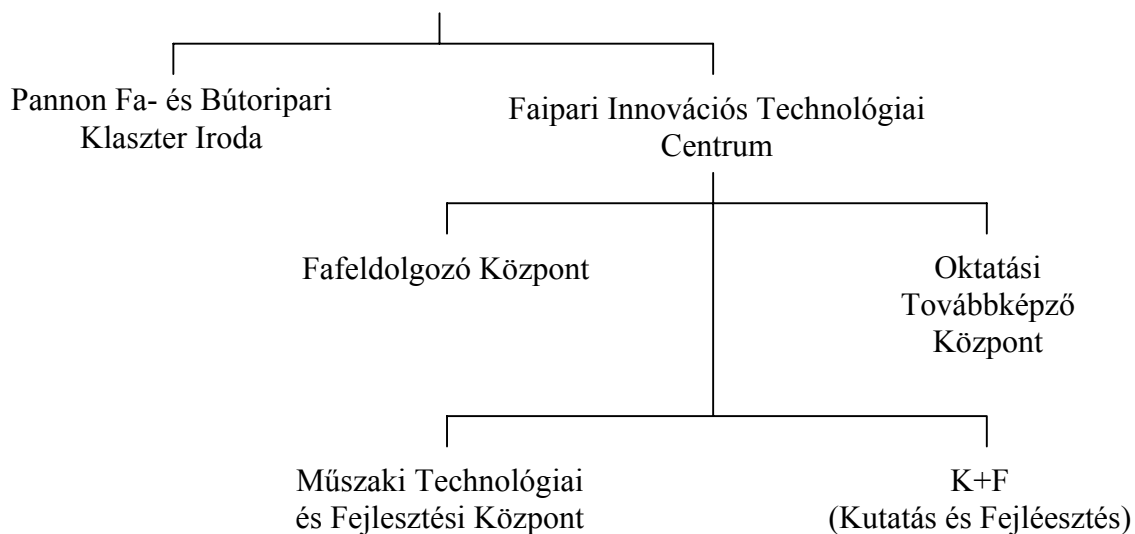 Pannon Fa- és Bútoripari
Klaszter Iroda
Faipari Innovációs Technológiai
Centrum
Fafeldolgozó Központ
Oktatási
Továbbképző
Központ
Műszaki Technológiai
és Fejlesztési Központ
K+F
(Kutatás és Fejléesztés)